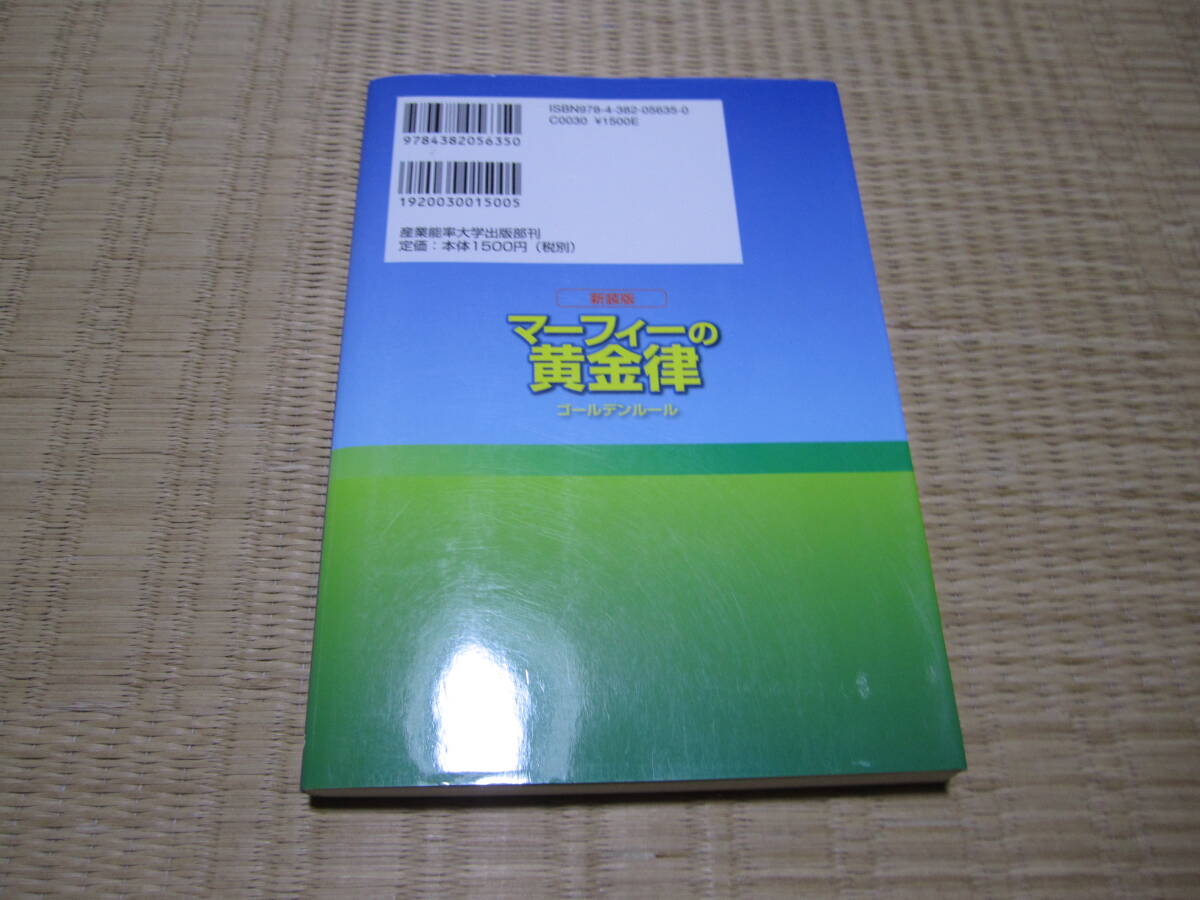 ISBN978-4-382-05635-0
C0030 ¥1500E
9784382056350
1920030015005
産業能率大学出版部刊
定価：本体1500円（税別）
新装版
マーフィーの
黄金律
ゴールデンルール